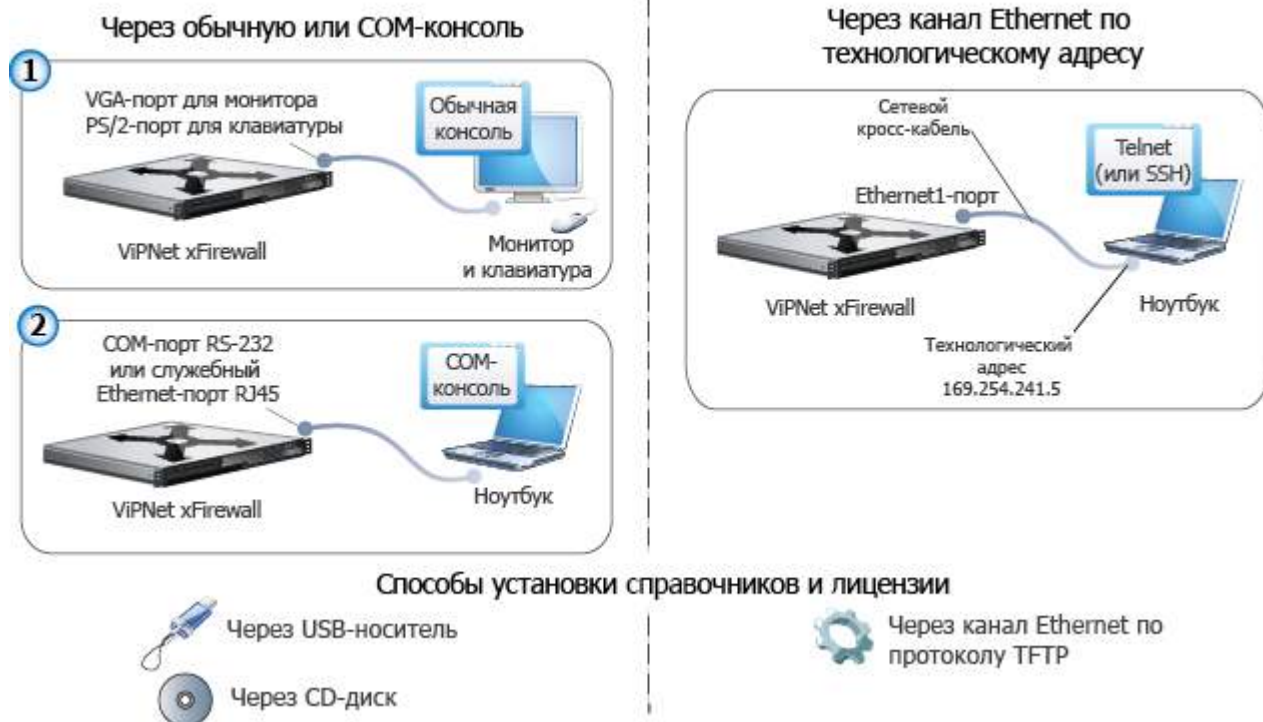 Через обычную или COM-консоль
1
VGA-порт для монитора
PS/2-порт для клавиатуры
Обычная
консоль
ViPNet xFirewall
Монитор
и клавиатура
2
COM-порт RS-232
или служебный
Ethernet-порт RJ45
COM-
консоль
ViPNet xFirewall
Ноутбук
Через канал Ethernet по
технологическому адресу
Сетевой
кросс-кабель
Telnet
(или SSH)
Ethernet1-порт
ViPNet xFirewall
Ноутбук
Технологический
адрес
169.254.241.5
Способы установки справочников и лицензии
Через USB-носитель
Через CD-диск
Через канал Ethernet по
протоколу TFTP